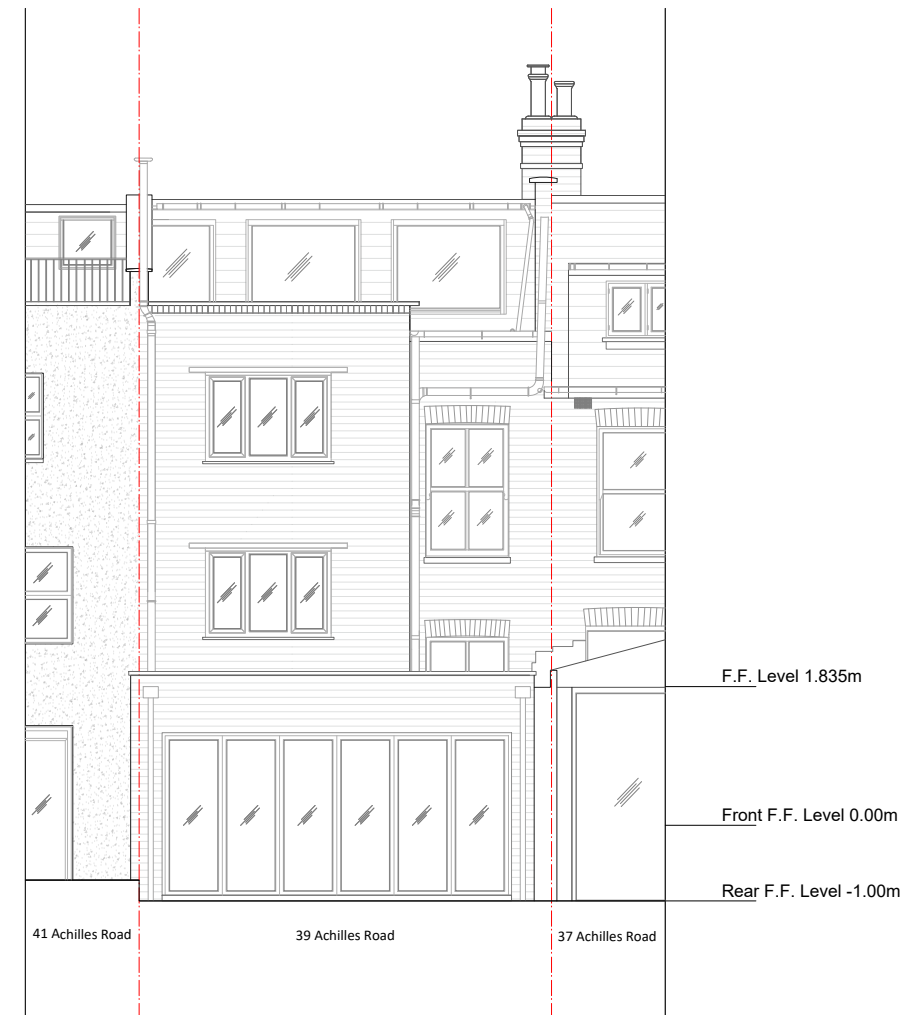 F.F. Level 1.835m
Front F.F. Level 0.00m
Rear F.F. Level -1.00m
41 Achilles Road
39 Achilles Road
37 Achilles Road